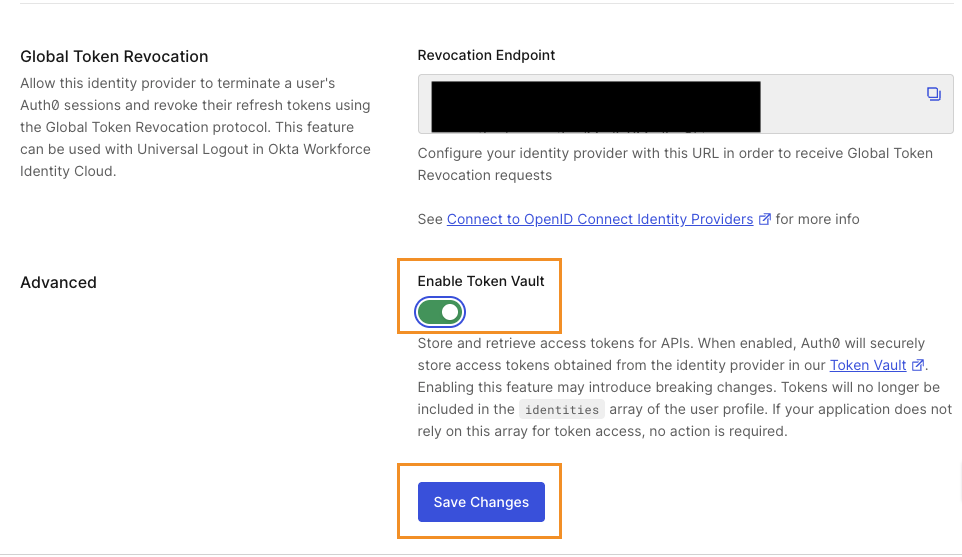 Global Token Revocation
Allow this identity provider to terminate a user's
Auth0 sessions and revoke their refresh tokens using
the Global Token Revocation protocol. This feature
can be used with Universal Logout in Okta Workforce
Identity Cloud.
Revocation Endpoint
Configure your identity provider with this URL in order to receive Global Token
Revocation requests
See Connect to OpenID Connect Identity Providers for more info
Advanced
Enable Token Vault
Store and retrieve access tokens for APIs. When enabled, Auth0 will securely
store access tokens obtained from the identity provider in our Token Vault .
Enabling this feature may introduce breaking changes. Tokens will no longer be
included in the identities array of the user profile. If your application does not
rely on this array for token access, no action is required.
Save Changes